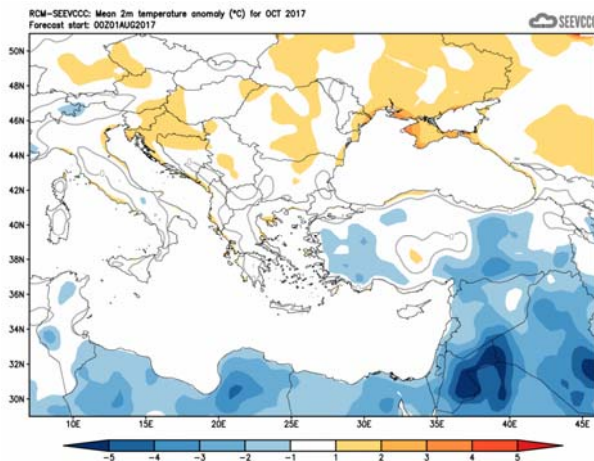 RCM-SEEVCCC: Mean 2m temperature anomaly (°C) for OCT 2017
Forecast start: 00Z01AUG2017
SEEVCCC
50N
48N
46N
44N
42N
40N
38N
36N
34N
32N
30N
10E
15E
20E
25E
30E
35E
40E
45E
-5
-4
-3
-2
-1
1
2
3
4
5